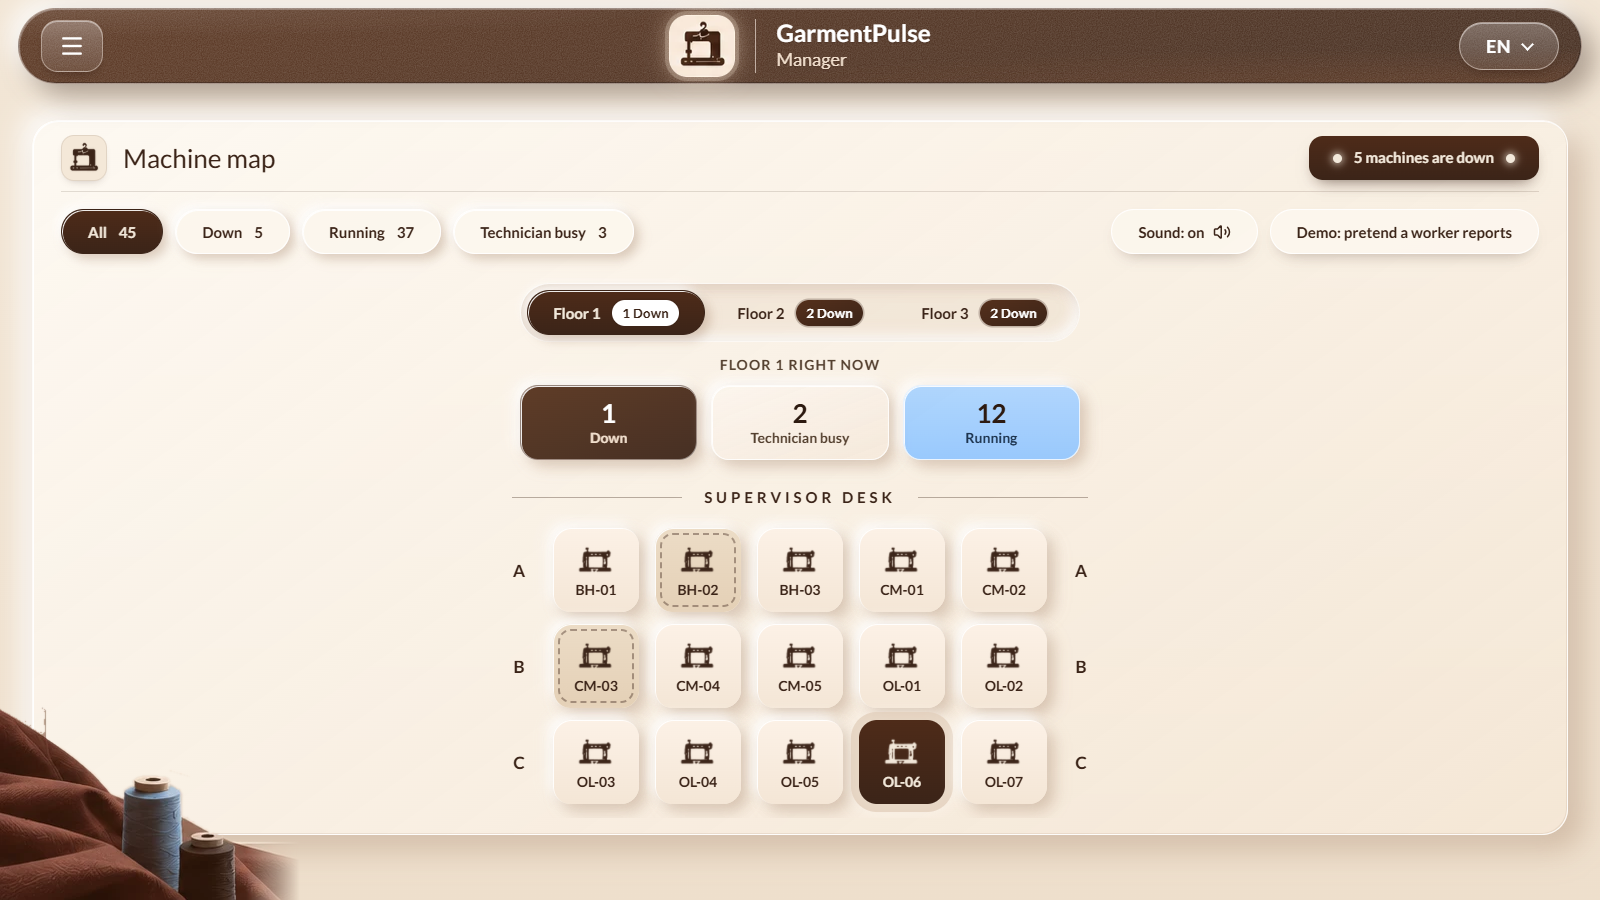 GarmentPulse
Manager
EN
Machine map
5 machines are down
All 45
Down 5
Running 37
Technician busy 3
Sound: on
Demo: pretend a worker reports
Floor 1 1 Down
Floor 2 2 Down
Floor 3 2 Down
FLOOR 1 RIGHT NOW
1
Down
2
Technician busy
12
Running
SUPERVISOR DESK
A BH-01 BH-02 BH-03 CM-01 CM-02 A
B CM-03 CM-04 CM-05 OL-01 OL-02 B
C OL-03 OL-04 OL-05 OL-06 OL-07 C